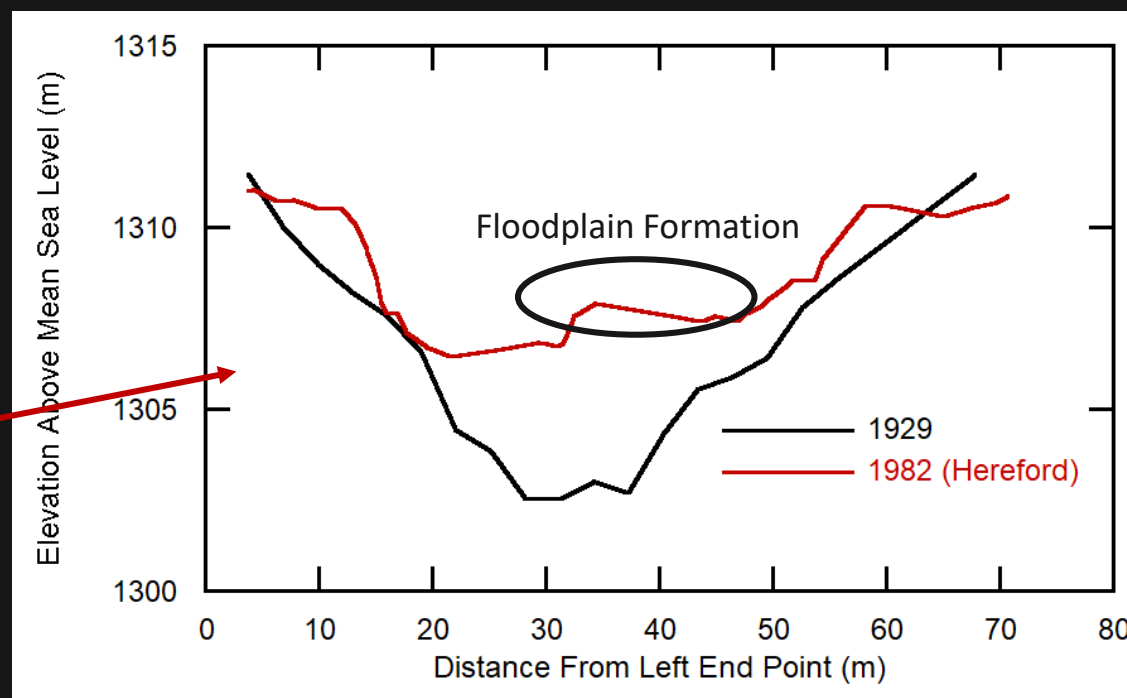 1315
1310
1305
1300
Elevation Above Mean Sea Level (m)
Floodplain Formation
1929
1982 (Hereford)
0 10 20 30 40 50 60 70 80
Distance From Left End Point (m)